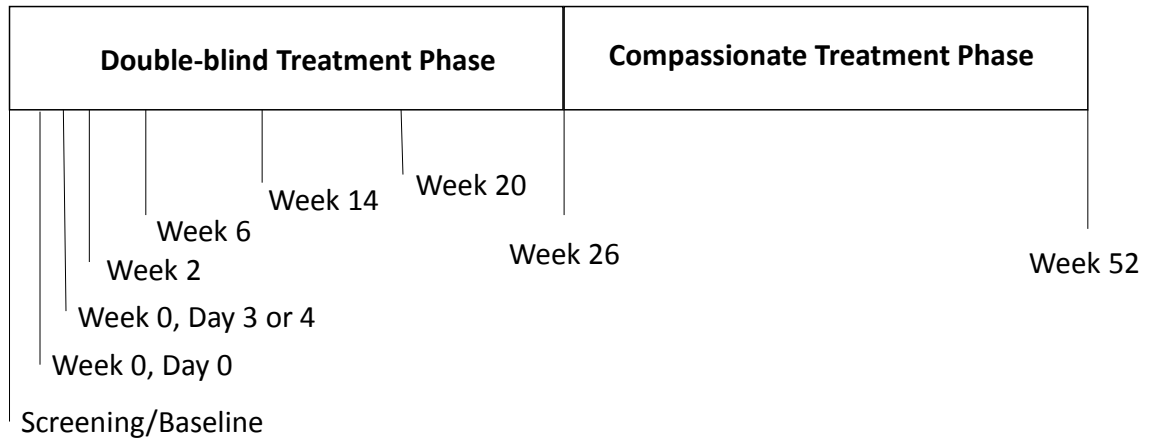 Double-blind Treatment Phase
Compassionate Treatment Phase
Week 20
Week 14
Week 6
Week 26
Week 2
Week 52
Week 0, Day 3 or 4
Week 0, Day 0
Screening/Baseline